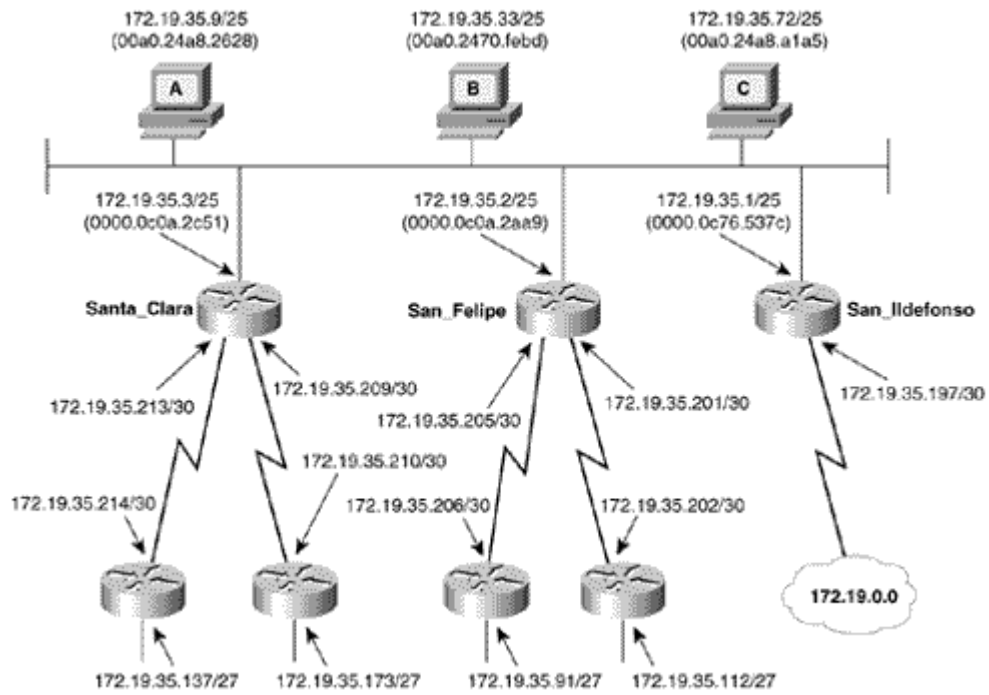 172.19.35.9/25
(00a0.24a8.2628)
172.19.35.33/25
(00a0.2470.febd)
172.19.35.72/25
(00a0.24a8.a1a5)
A
B
C
172.19.35.3/25
(0000.0c0a.2c51)
172.19.35.2/25
(0000.0c0a.2aa9)
172.19.35.1/25
(0000.0c76.537c)
Santa_Clara
San_Felipe
San_Ildefonso
172.19.35.213/30
172.19.35.209/30
172.19.35.205/30
172.19.35.201/30
172.19.35.197/30
172.19.35.214/30
172.19.35.210/30
172.19.35.206/30
172.19.35.202/30
172.19.0.0
172.19.35.137/27
172.19.35.173/27
172.19.35.91/27
172.19.35.112/27